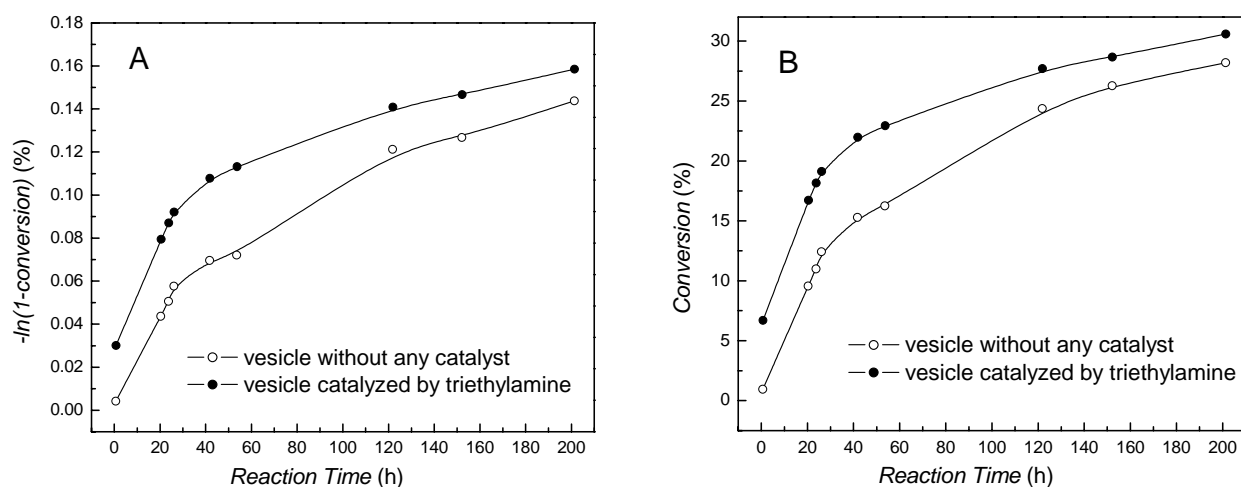 A
-ln(1-conversion) (%)
0.18
0.16
0.14
0.12
0.10
0.08
0.06
0.04
0.02
0.00
vesicle without any catalyst
vesicle catalyzed by triethylamine
0 20 40 60 80 100 120 140 160 180 200
Reaction Time (h)
B
Conversion (%)
30
25
20
15
10
5
0
vesicle without any catalyst
vesicle catalyzed by triethylamine
0 20 40 60 80 100 120 140 160 180 200
Reaction Time (h)